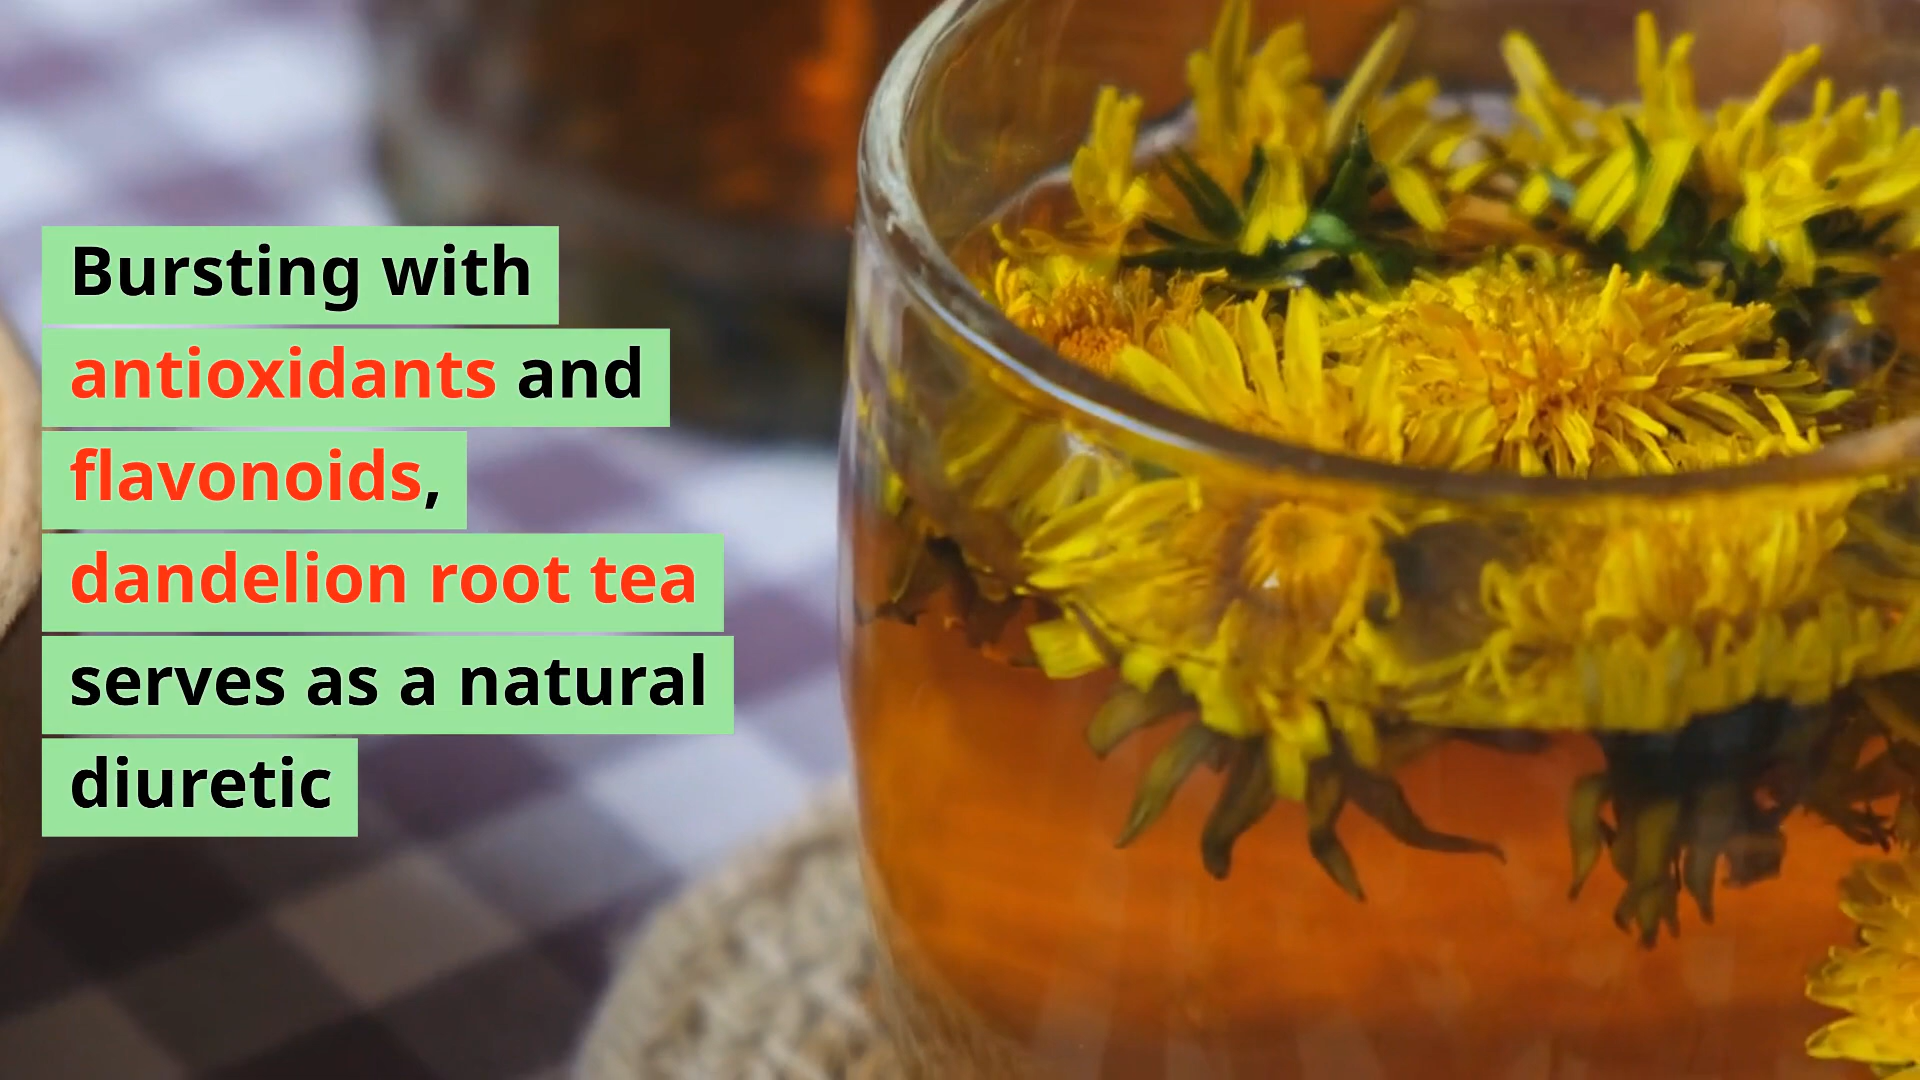 Bursting with
antioxidants and
flavonoids,
dandelion root tea
serves as a natural
diuretic